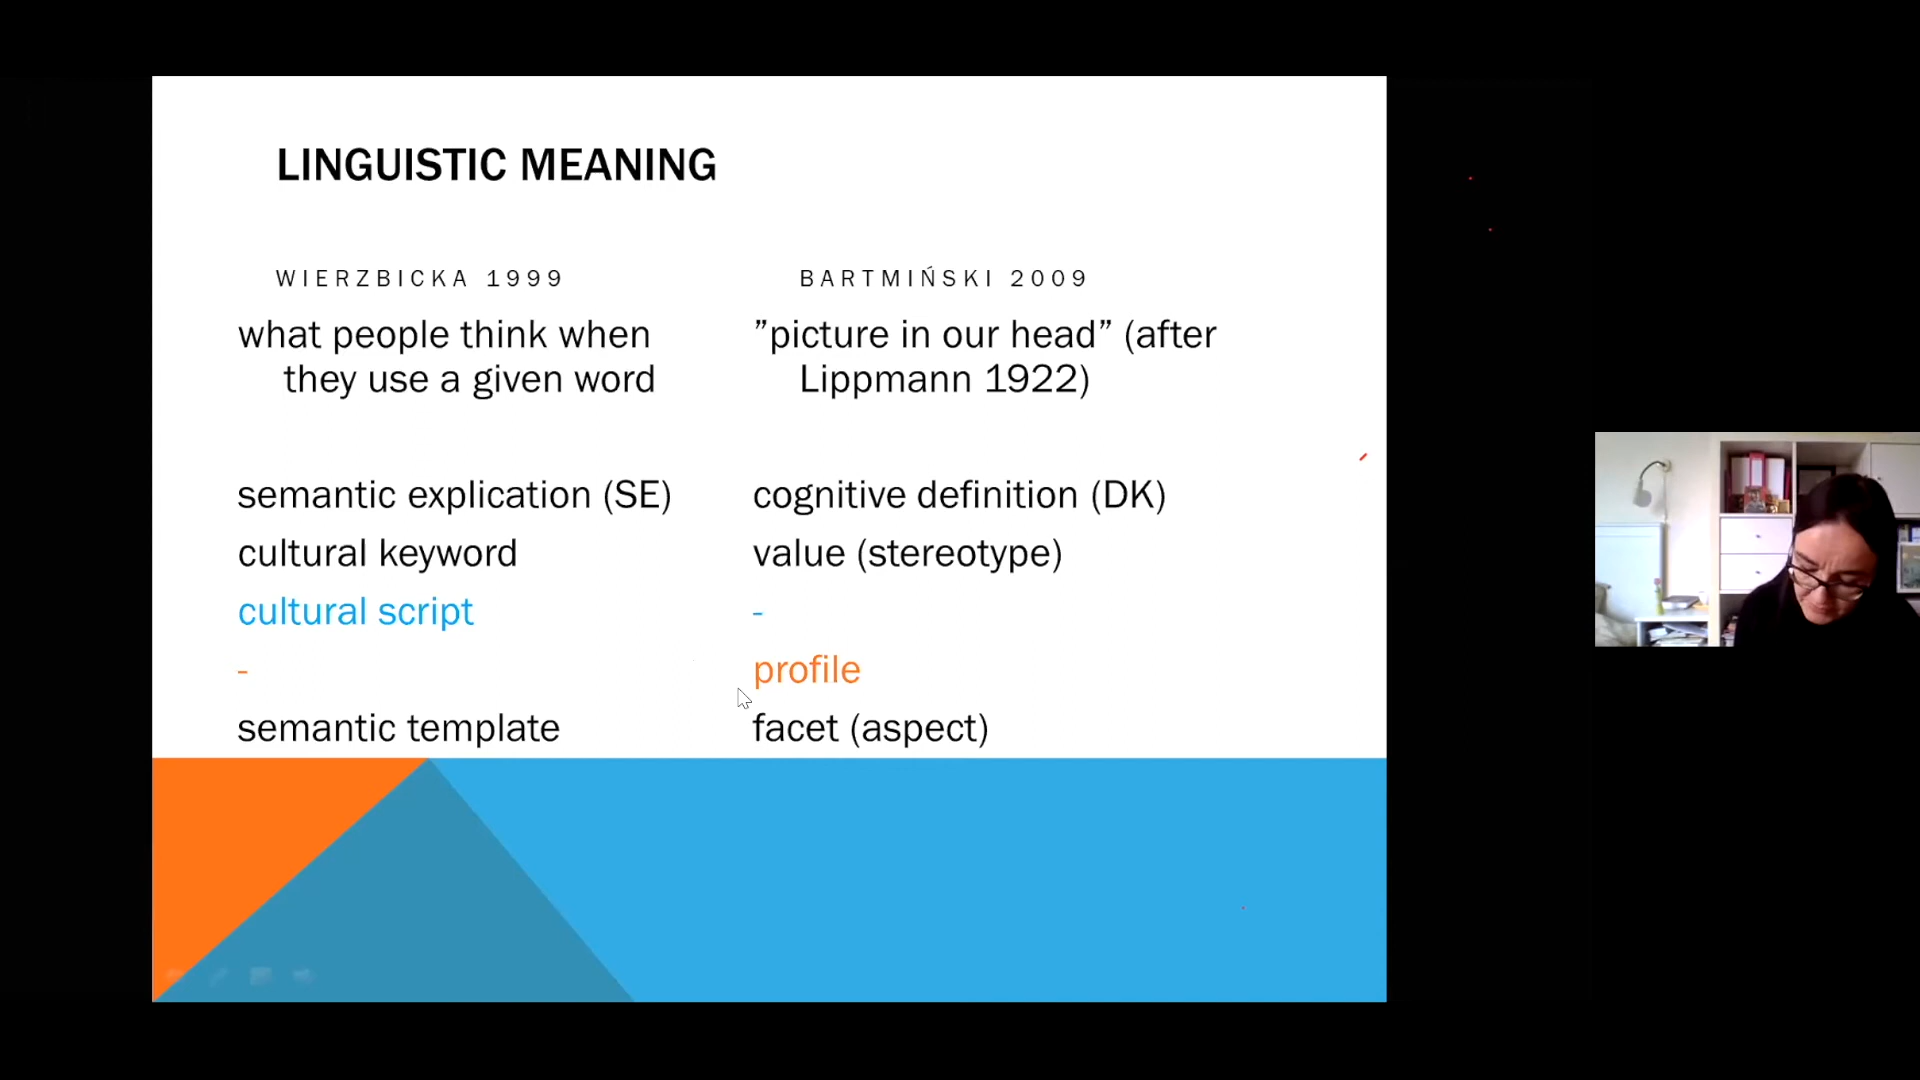 LINGUISTIC MEANING
WIERZBICKA 1999
what people think when
they use a given word
semantic explication (SE)
cultural keyword
cultural script
-
semantic template
BARTMIŃSKI 2009
”picture in our head” (after
Lippmann 1922)
cognitive definition (DK)
value (stereotype)
-
profile
facet (aspect)